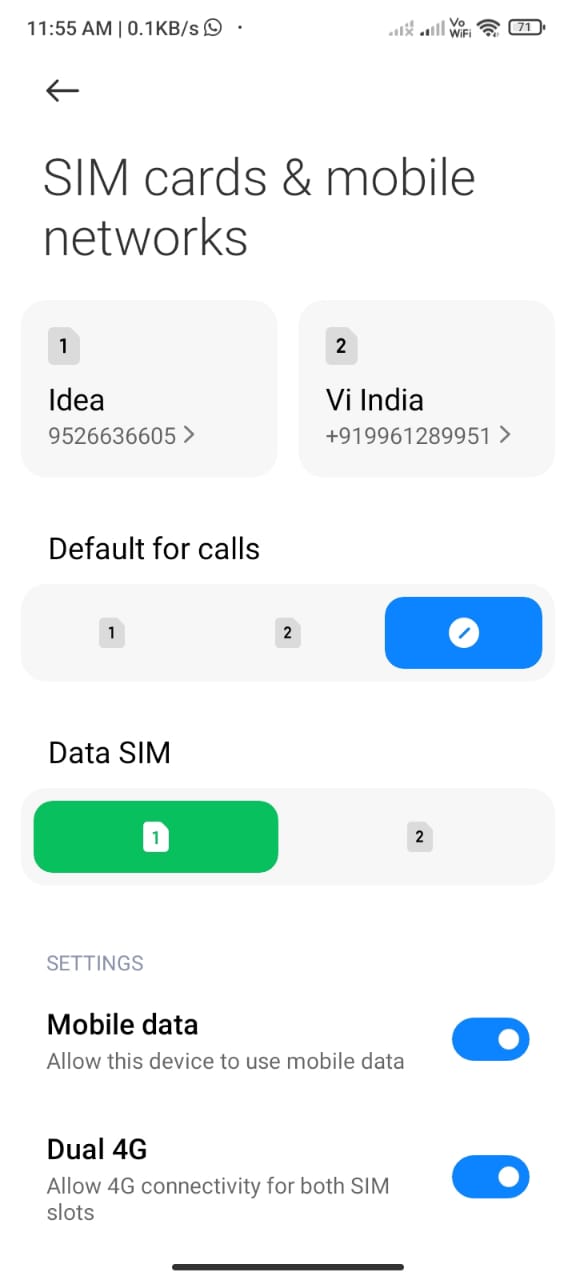 11:55 AM | 0.1KB/s
Vo
WiFi
71
SIM cards & mobile
networks
1
2
Idea
Vi India
9526636605
+919961289951
Default for calls
1
2
Data SIM
1
2
SETTINGS
Mobile data
Allow this device to use mobile data
Dual 4G
Allow 4G connectivity for both SIM
slots